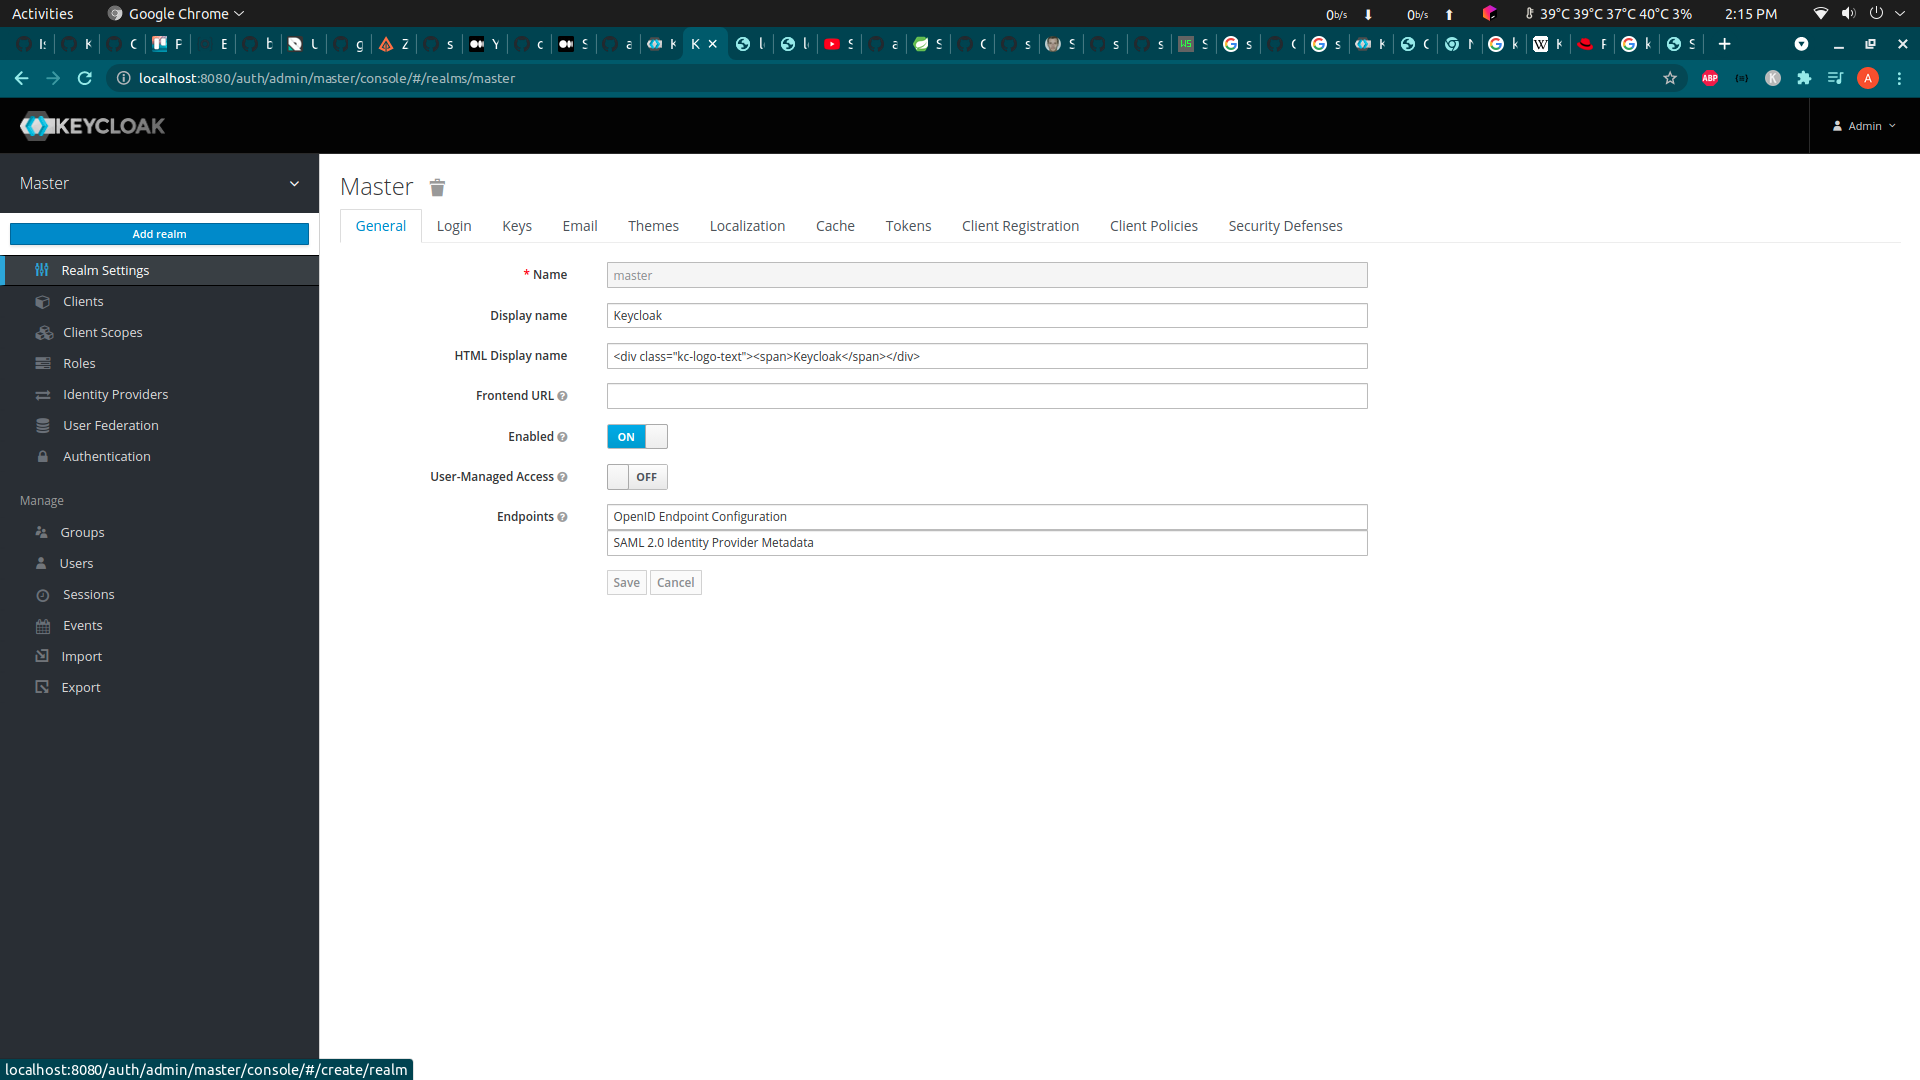 Activities
Google Chrome
0b/s
0b/s
39°C 39°C 37°C 40°C 3%
2:15 PM
localhost:8080/auth/admin/master/console/#/realms/master
ABP
K
A
KEYCLOAK
Admin
Master
Add realm
Realm Settings
Clients
Client Scopes
Roles
Identity Providers
User Federation
Authentication
Manage
Groups
Users
Sessions
Events
Import
Export
Master
General
Login
Keys
Email
Themes
Localization
Cache
Tokens
Client Registration
Client Policies
Security Defenses
* Name
master
Display name
Keycloak
HTML Display name
<div class="kc-logo-text"><span>Keycloak</span></div>
Frontend URL
Enabled
ON
User-Managed Access
OFF
Endpoints
OpenID Endpoint Configuration
SAML 2.0 Identity Provider Metadata
Save
Cancel
localhost:8080/auth/admin/master/console/#/create/realm